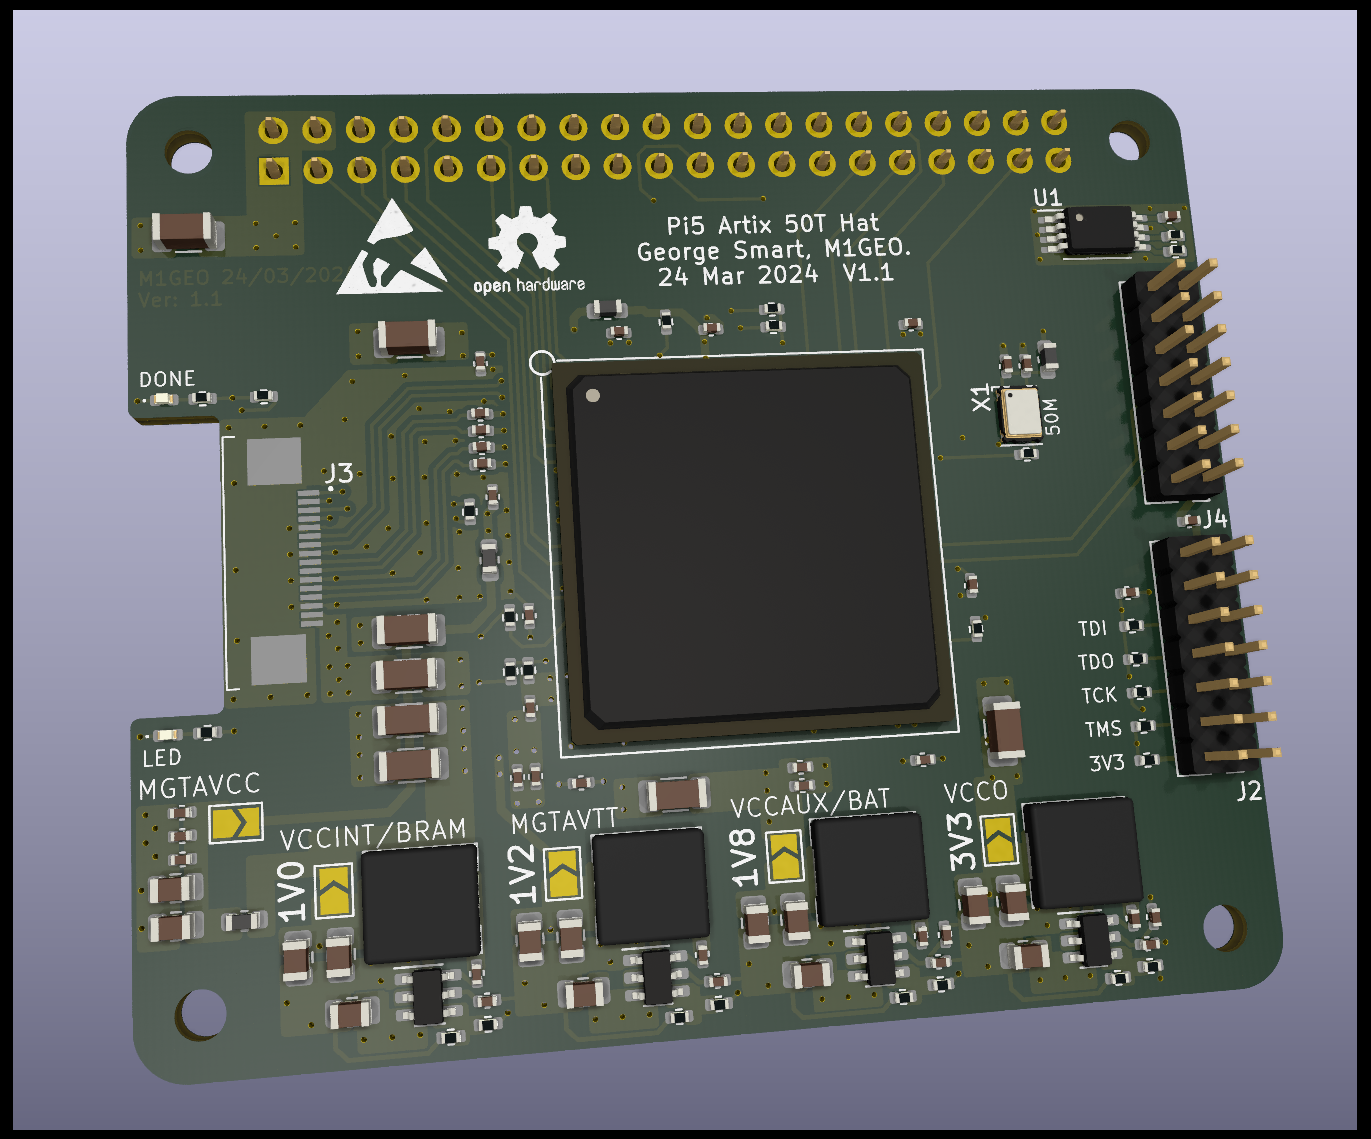 U1
Pi5 Artix 50T Hat
George Smart, M1GEO.
24 Mar 2024 V1.1
open hardware
M1GEO 24/03/202
Ver: 1.1
DONE
X1
50M
J3
J4
TDI
TDO
TCK
TMS
3V3
J2
LED
MGTAVCC
VCCINT/BRAM
1V0
MGTAVTT
1V2
VCCAUX/BAT
1V8
VCCO
3V3